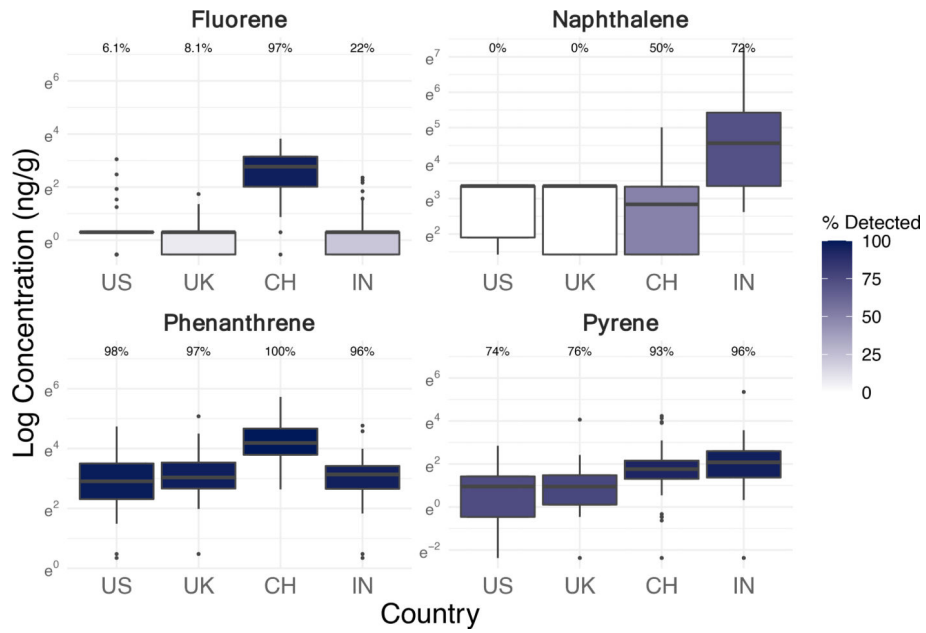 Fluorene
Naphthalene
6.1% 8.1% 97% 22%
0% 0% 50% 72%
e^6
e^4
e^2
e^0
e^7
e^6
e^5
e^4
e^3
e^2
US UK CH IN
US UK CH IN
Phenanthrene
Pyrene
98% 97% 100% 96%
74% 76% 93% 96%
e^6
e^4
e^2
e^0
e^6
e^4
e^2
e^0
e^−2
US UK CH IN
US UK CH IN
Log Concentration (ng/g)
Country
% Detected
100
75
50
25
0